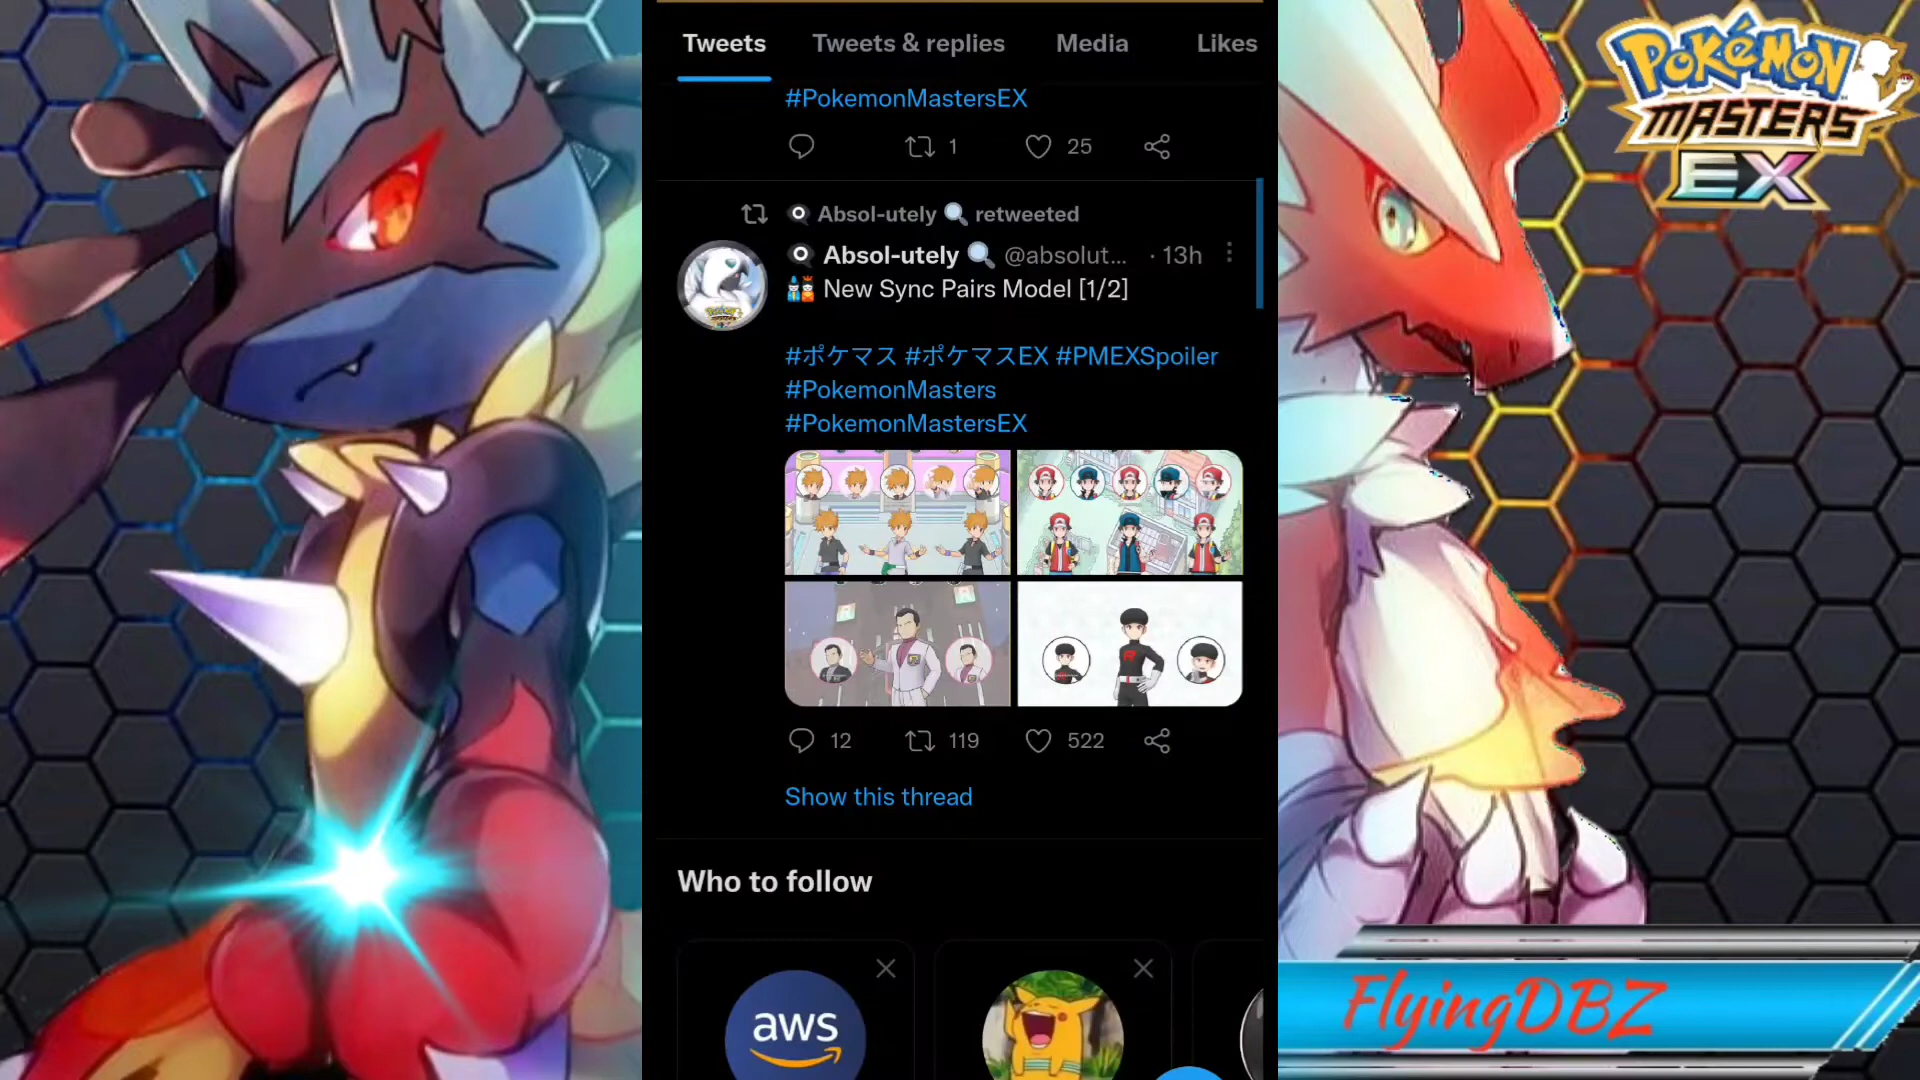 Tweets Tweets & replies Media Likes
#PokemonMastersEX
1 25
Absol-utely retweeted
Absol-utely @absolut... · 13h
New Sync Pairs Model [1/2]
#ポケマス #ポケマスEX #PMEXSpoiler
#PokemonMasters
#PokemonMastersEX
12 119 522
Show this thread
Who to follow
aws
POKéMON
MASTERS
EX
FlyingDBZ